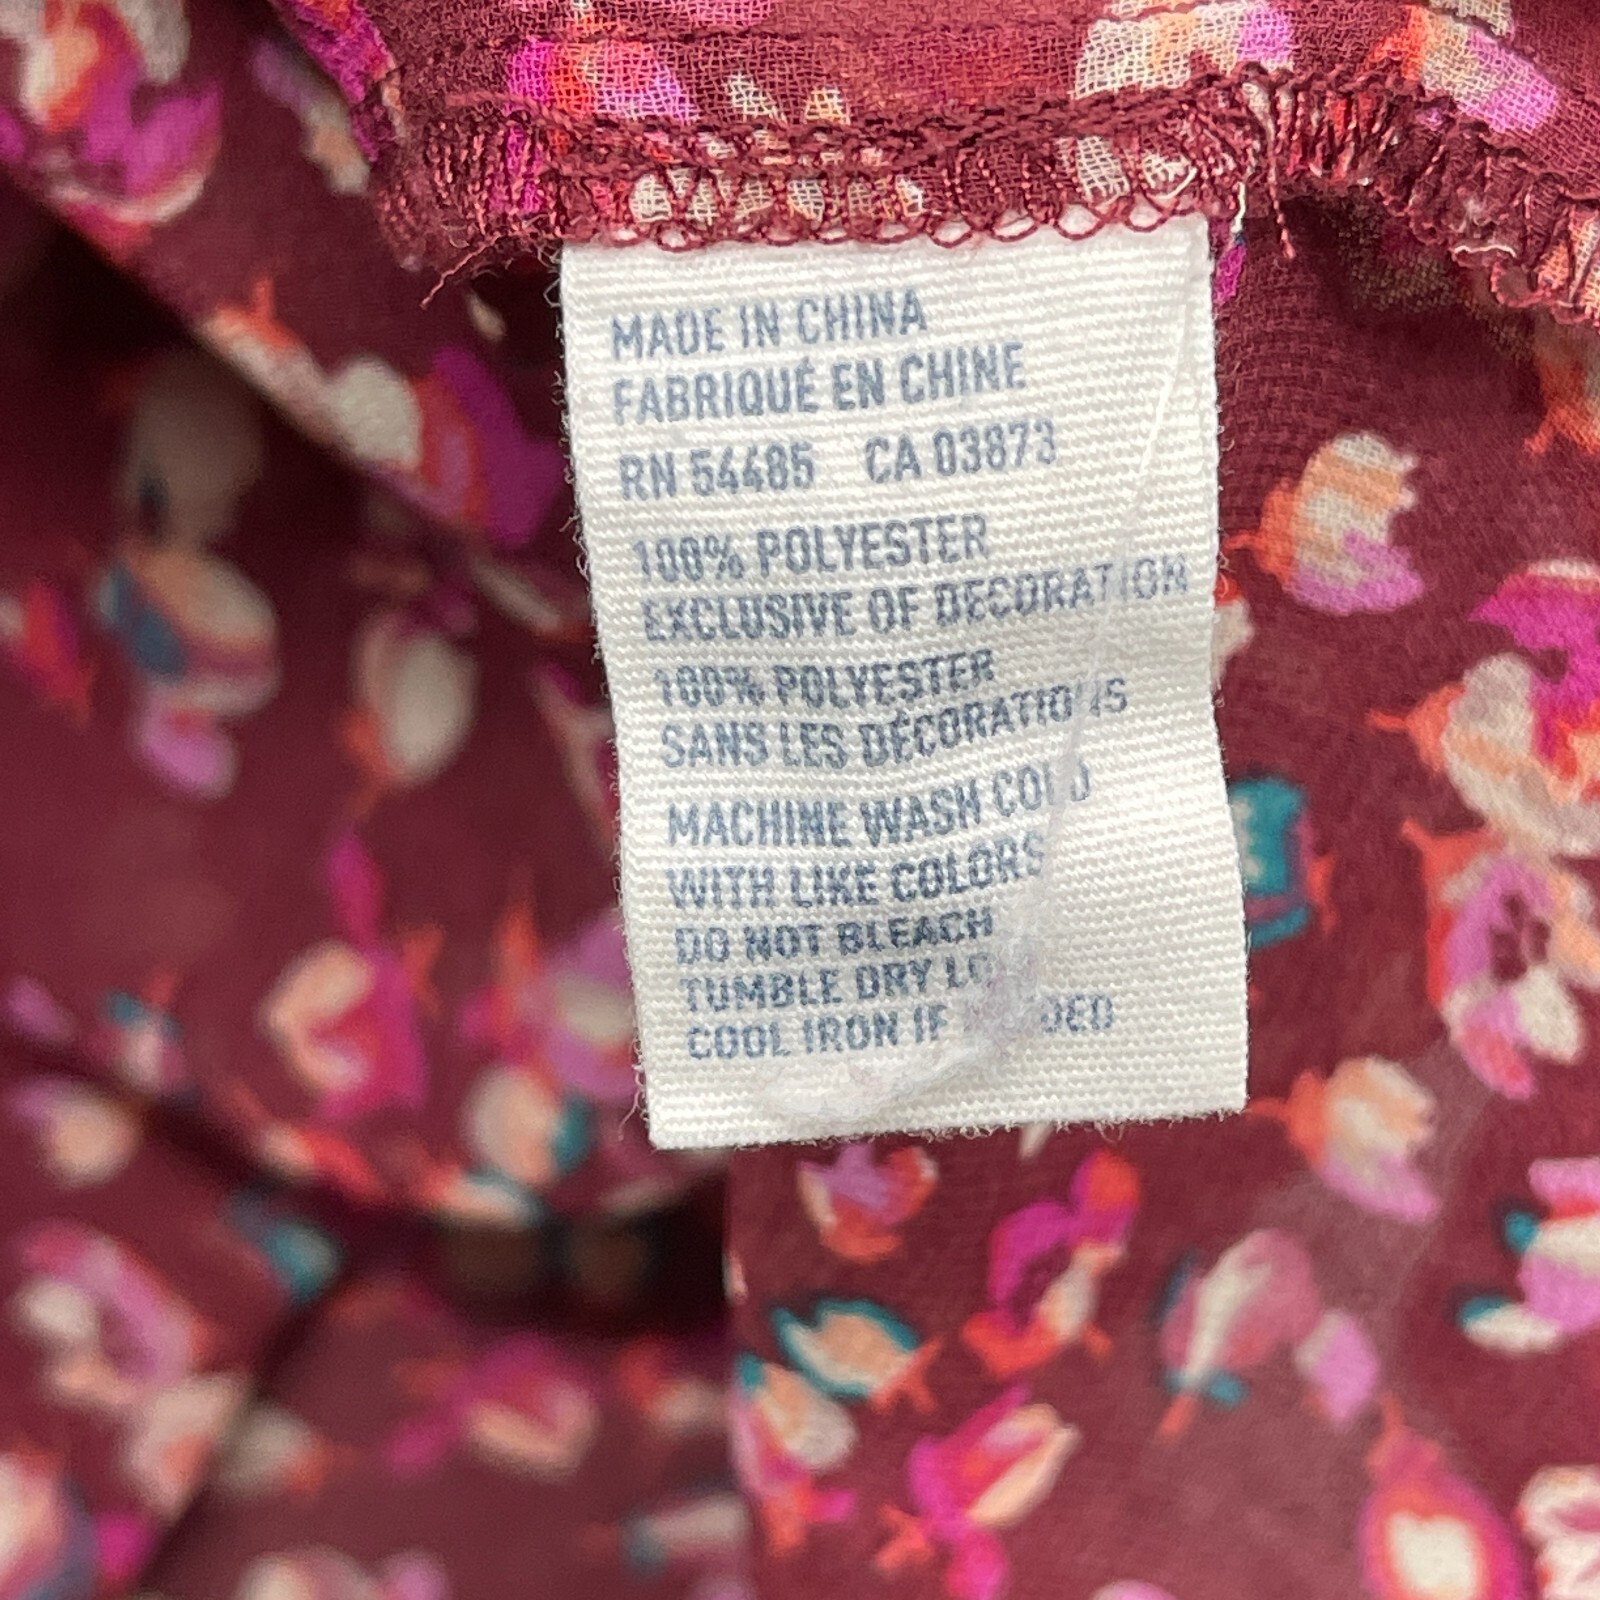 MADE IN CHINA
FABRIQUÉ EN CHINE
RN 54485 CA 03873
100% POLYESTER
EXCLUSIVE OF DECORATION
100% POLYESTER
SANS LES DÉCORATIONS
MACHINE WASH COLD
WITH LIKE COLORS
DO NOT BLEACH
TUMBLE DRY
COOL IRON IF